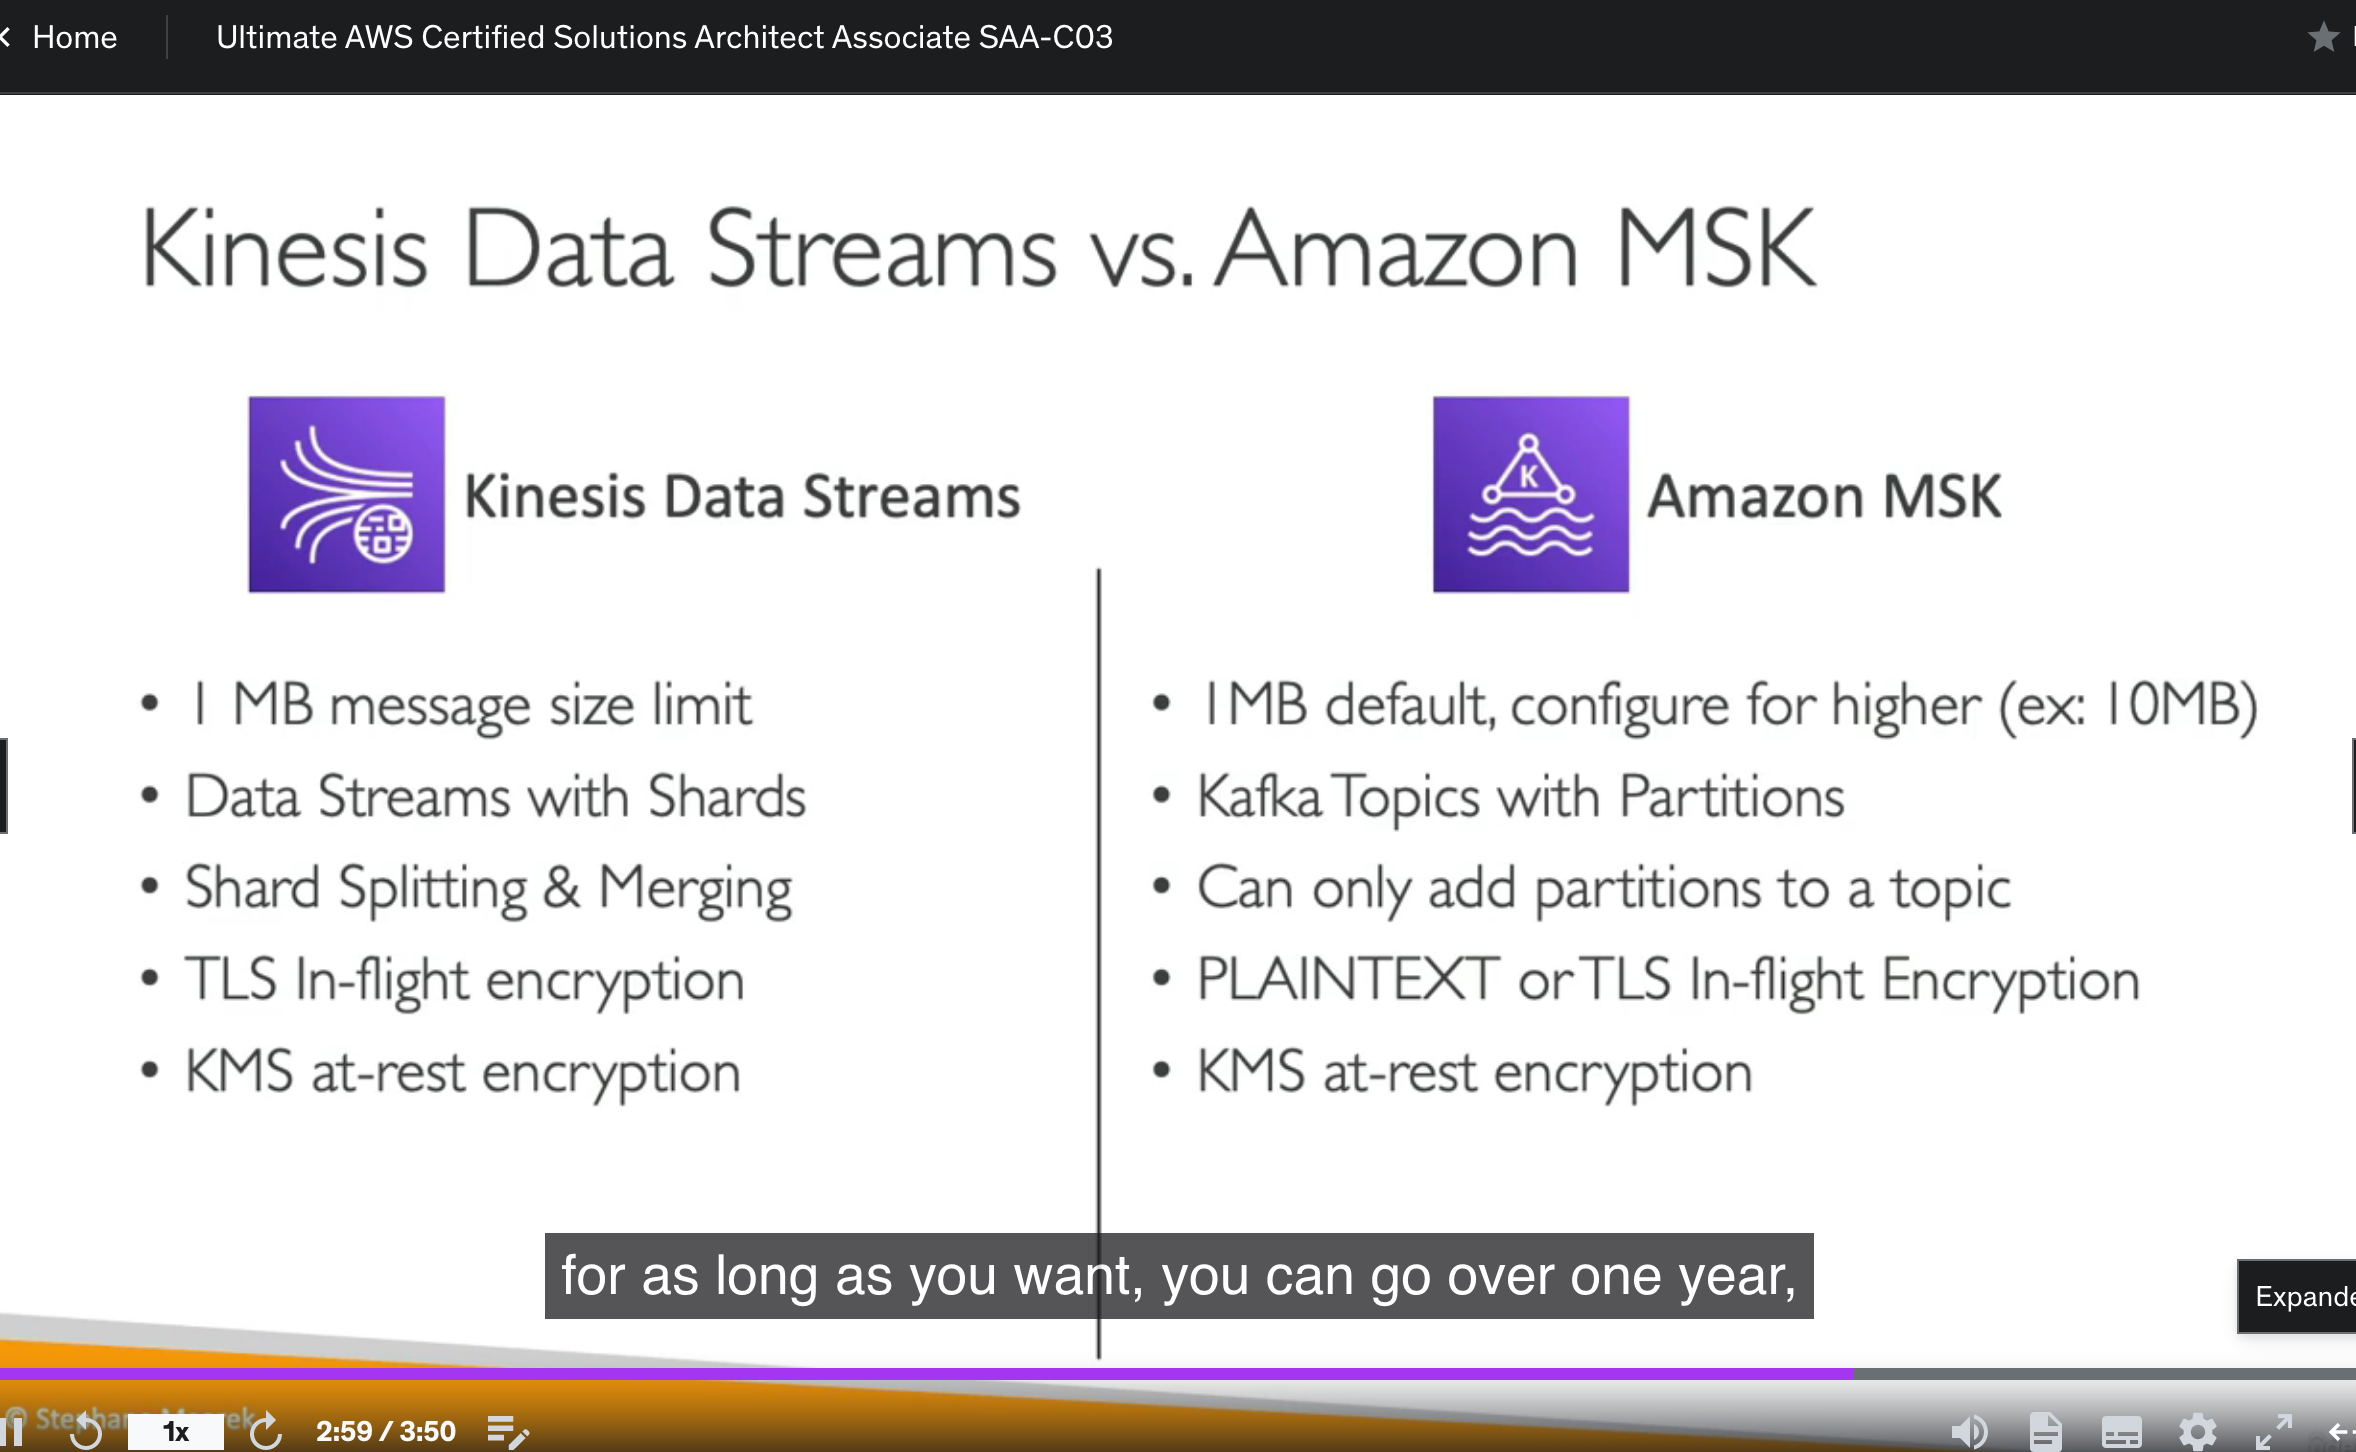 Home
Ultimate AWS Certified Solutions Architect Associate SAA-C03
Kinesis Data Streams vs. Amazon MSK
Kinesis Data Streams
• 1 MB message size limit
• Data Streams with Shards
• Shard Splitting & Merging
• TLS In-flight encryption
• KMS at-rest encryption
K
Amazon MSK
• 1MB default, configure for higher (ex: 10MB)
• Kafka Topics with Partitions
• Can only add partitions to a topic
• PLAINTEXT or TLS In-flight Encryption
• KMS at-rest encryption
for as long as you want, you can go over one year,
Expande
1x
2:59 / 3:50